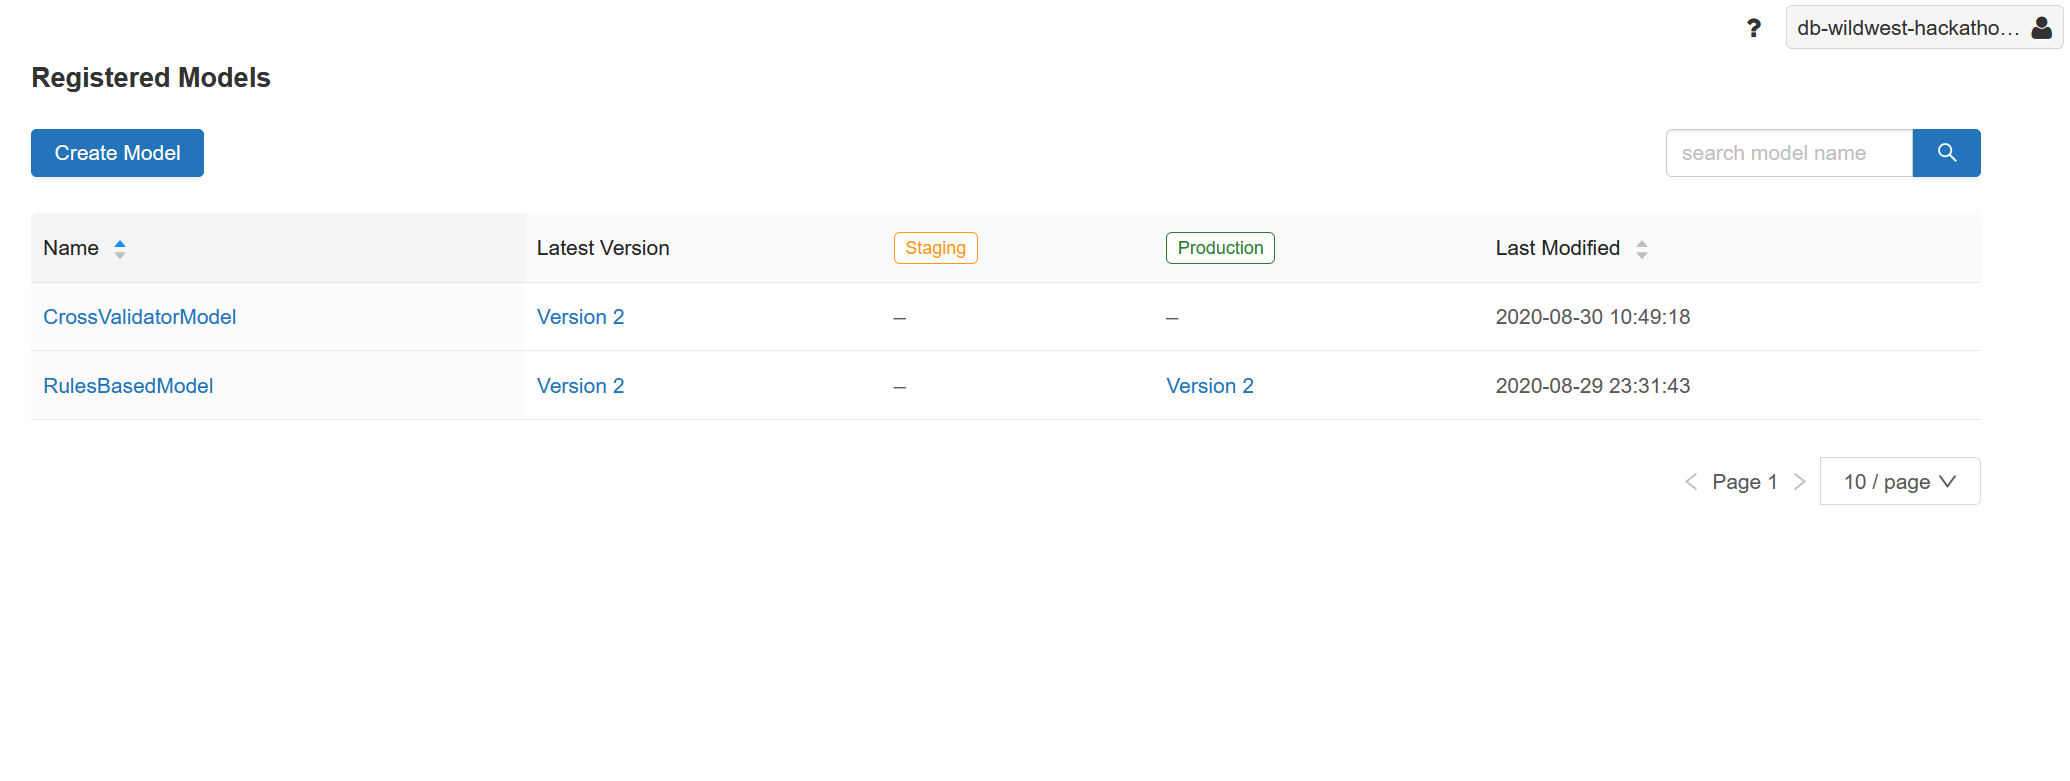 ? db-wildwest-hackatho...
Registered Models
Create Model
search model name
Name Latest Version Staging Production Last Modified
CrossValidatorModel Version 2 – – 2020-08-30 10:49:18
RulesBasedModel Version 2 – Version 2 2020-08-29 23:31:43
Page 1 10 / page